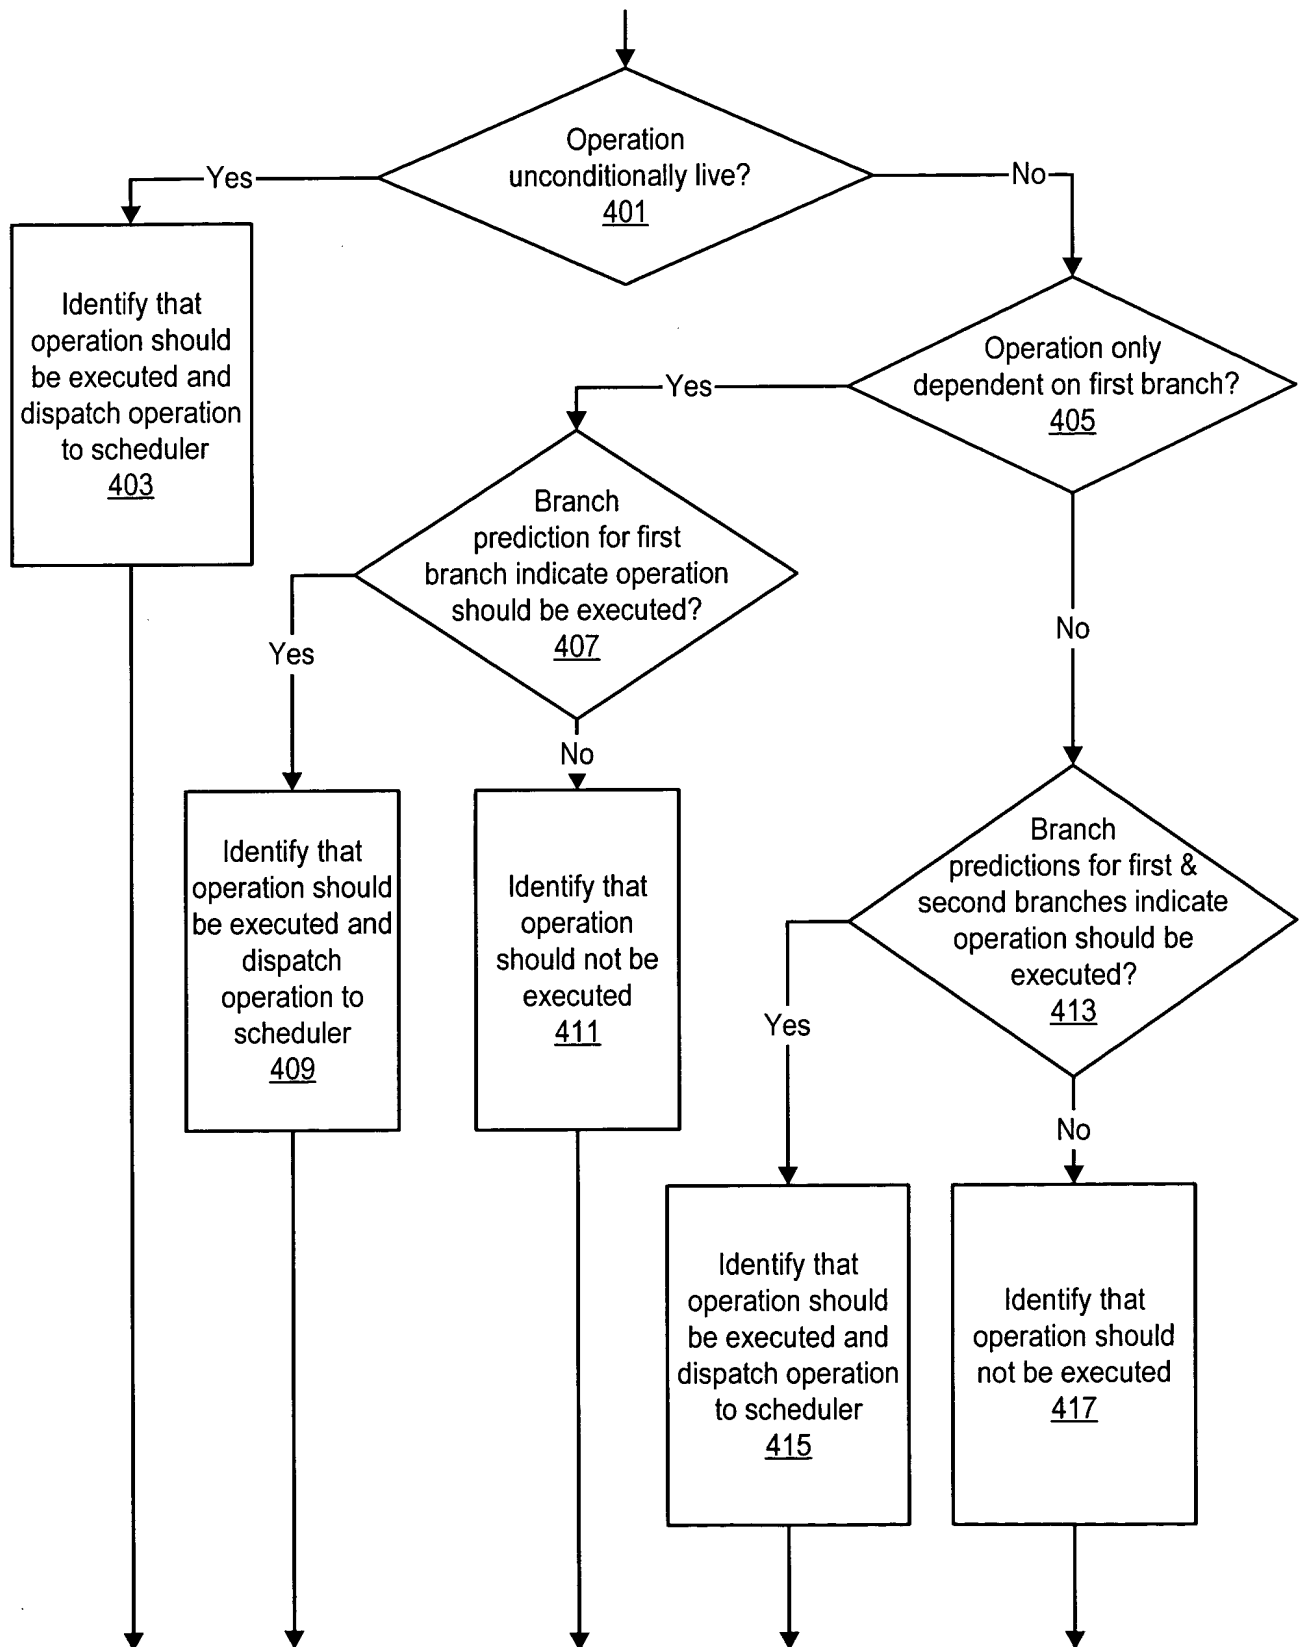 Operation
unconditionally live?
401
Yes
No
Identify that
operation should
be executed and
dispatch operation
to scheduler
403
Operation only
dependent on first branch?
405
Yes
No
Branch
prediction for first
branch indicate operation
should be executed?
407
Yes
No
Identify that
operation should
be executed and
dispatch
operation to
scheduler
409
Identify that
operation
should not be
executed
411
Branch
predictions for first &
second branches indicate
operation should be
executed?
413
Yes
No
Identify that
operation should
be executed and
dispatch operation
to scheduler
415
Identify that
operation should
not be executed
417